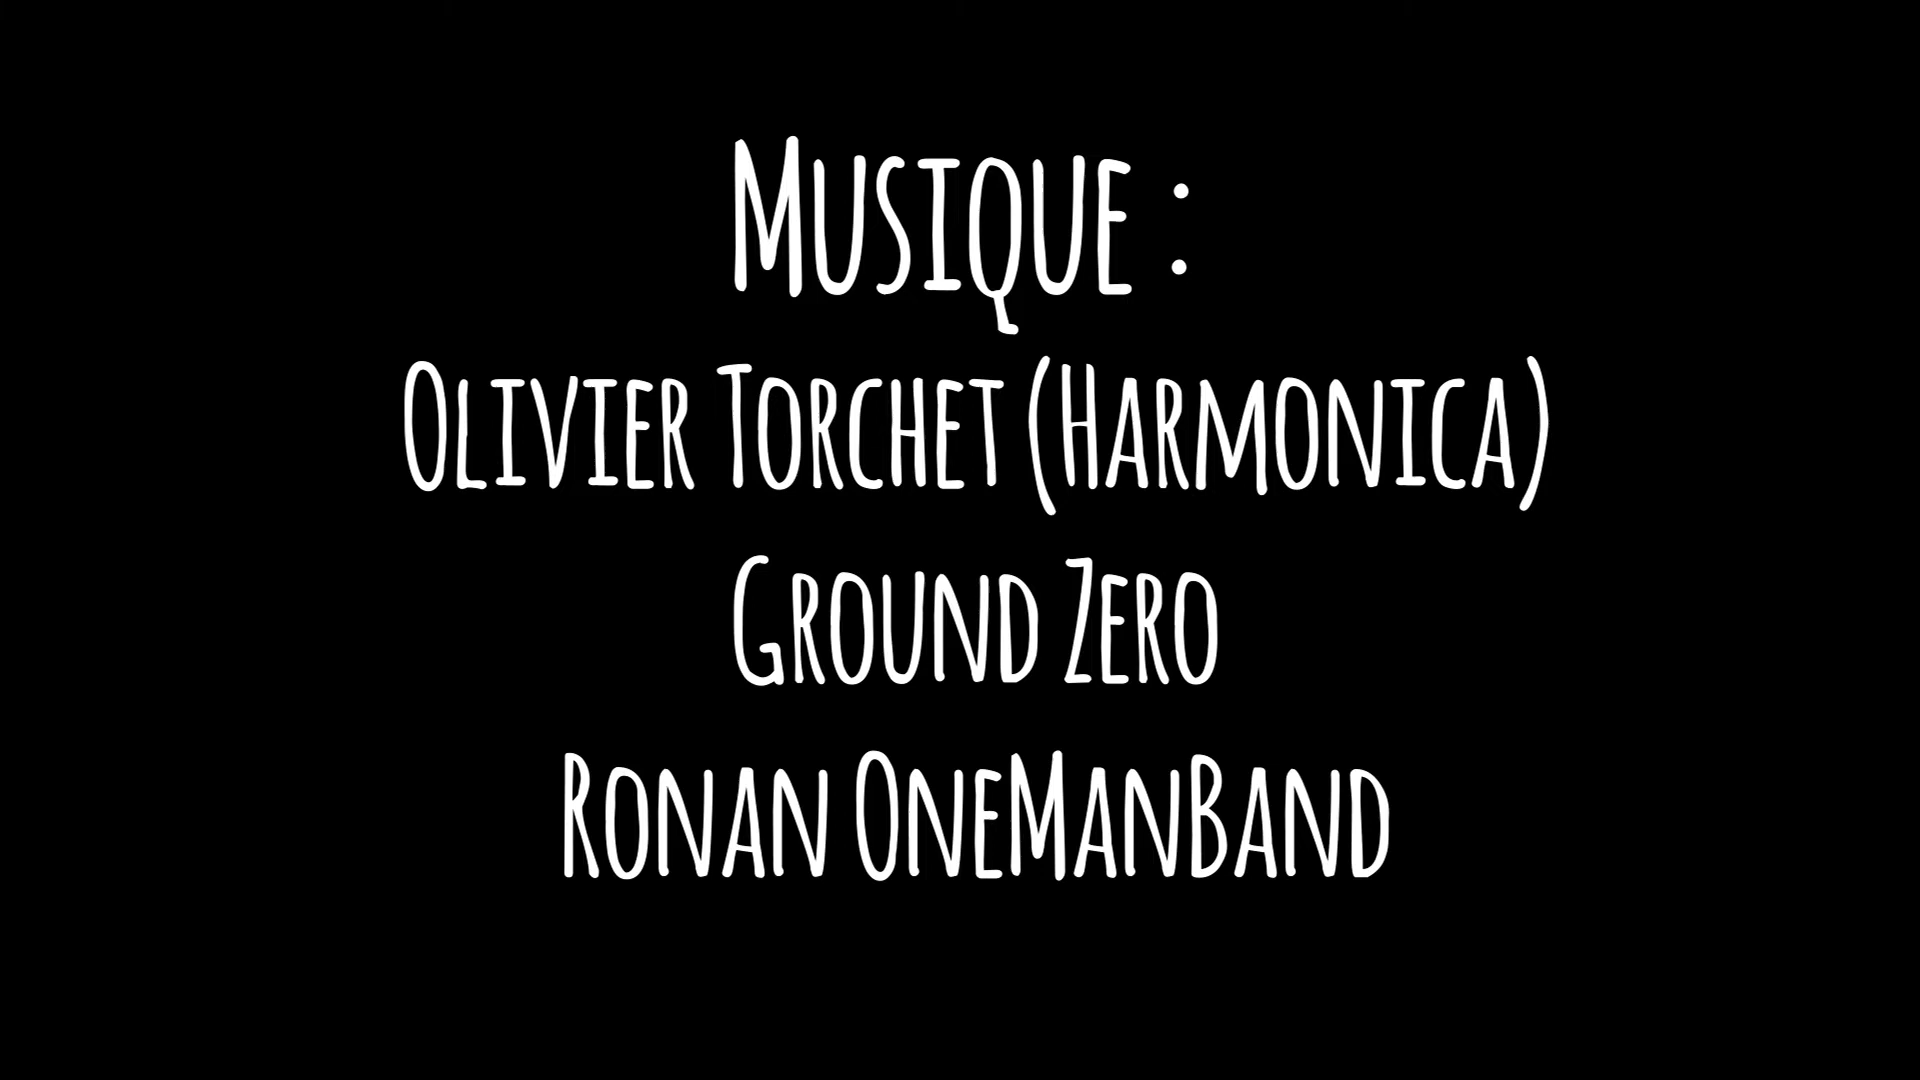 Musique :
Olivier Torchet (Harmonica)
Ground Zero
Ronan OneManBand